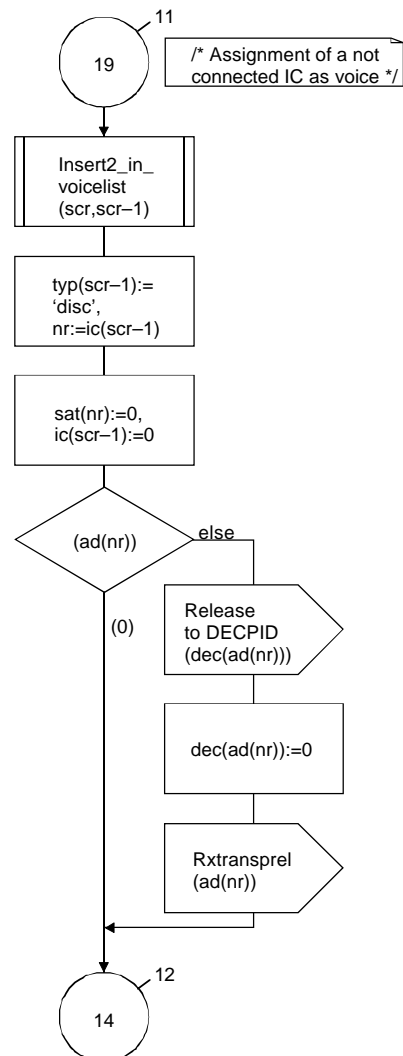 11
19
/* Assignment of a not
connected IC as voice */
Insert2_in_
voicelist
(scr,scr–1)
typ(scr–1):=
‘disc’,
nr:=ic(scr–1)
sat(nr):=0,
ic(scr–1):=0
(ad(nr))
else
(0)
Release
to DECPID
(dec(ad(nr)))
dec(ad(nr)):=0
Rxtransprel
(ad(nr))
12
14